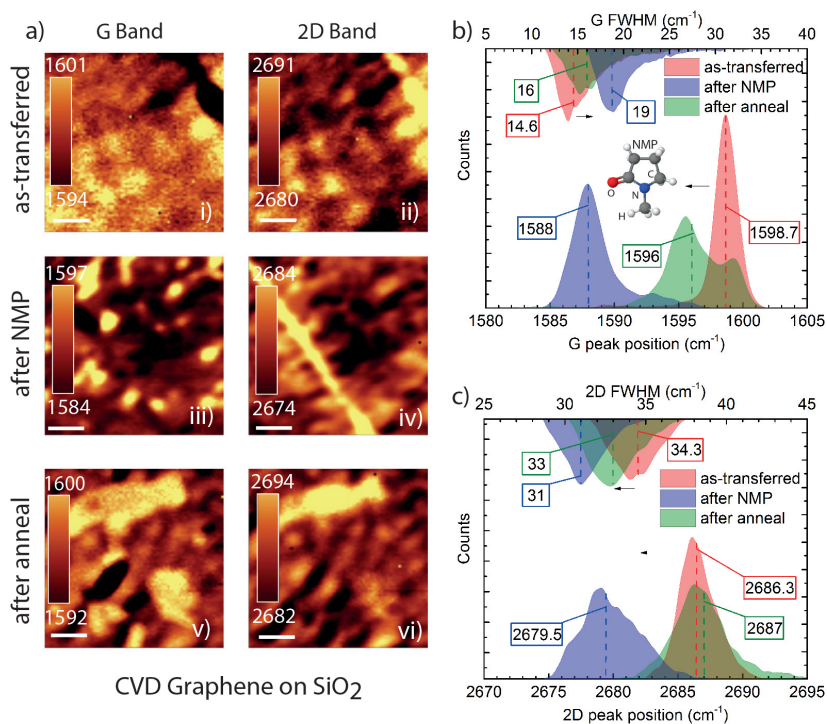 a)
G Band
2D Band
as-transferred
1601
1594
i)
2691
2680
ii)
after NMP
1597
1584
iii)
2684
2674
iv)
after anneal
1600
1592
v)
2694
2682
vi)
CVD Graphene on SiO2
b)
G FWHM (cm-1)
10 15 20 25 30 35 40
as-transferred
after NMP
after anneal
16
14.6
19
NMP
C
O
N
H
1588
1596
1598.7
Counts
1580 1585 1590 1595 1600 1605
G peak position (cm-1)
c)
2D FWHM (cm-1)
25 30 35 40 45
33
31
34.3
as-transferred
after NMP
after anneal
2686.3
2679.5
2687
Counts
2670 2675 2680 2685 2690 2695
2D peak position (cm-1)